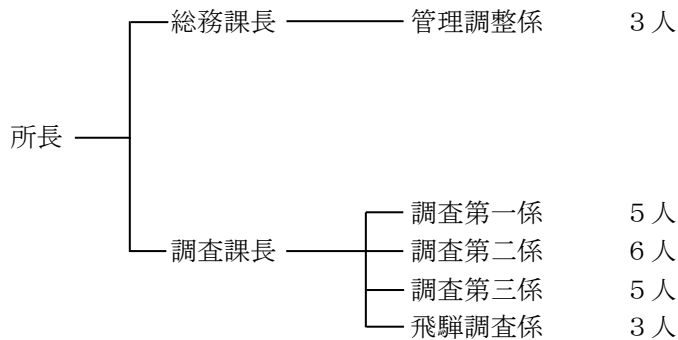 総務課長 管理調整係 ３人
所長
調査第一係 ５人
調査課長 調査第二係 ６人
調査第三係 ５人
飛騨調査係 ３人